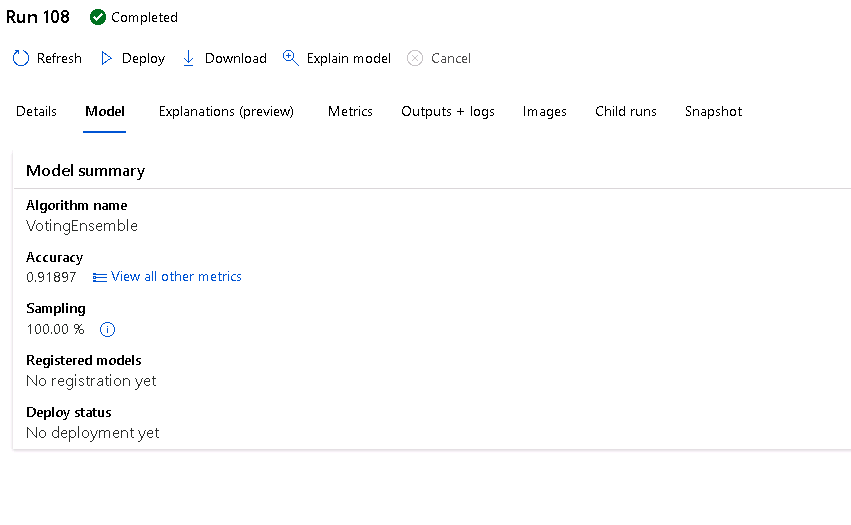 Run 108 Completed
Refresh Deploy Download Explain model Cancel
Details Model Explanations (preview) Metrics Outputs + logs Images Child runs Snapshot
Model summary
Algorithm name
VotingEnsemble
Accuracy
0.91897 View all other metrics
Sampling
100.00 %
Registered models
No registration yet
Deploy status
No deployment yet